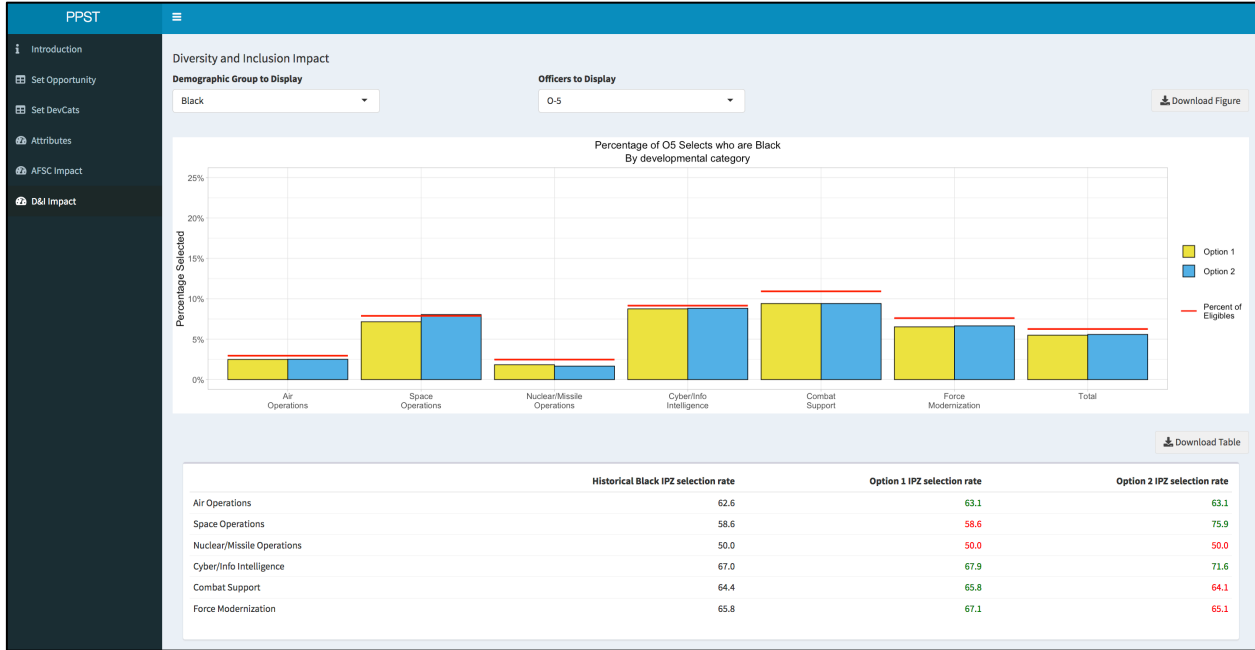 PPST
Introduction
Set Opportunity
Set DevCats
Attributes
AFSC Impact
D&I Impact
Diversity and Inclusion Impact
Demographic Group to Display
Officers to Display
Black
O-5
Download Figure
Percentage of O5 Selects who are Black
By developmental category
Percentage Selected
25%
20%
15%
10%
5%
0%
Air
Operations
Space
Operations
Nuclear/Missile
Operations
Cyber/Info
Intelligence
Combat
Support
Force
Modernization
Total
Option 1
Option 2
Percent of
Eligibles
Download Table
Historical Black IPZ selection rate Option 1 IPZ selection rate Option 2 IPZ selection rate
Air Operations 62.6 63.1 63.1
Space Operations 58.6 58.6 75.9
Nuclear/Missile Operations 50.0 50.0 50.0
Cyber/Info Intelligence 67.0 67.9 71.6
Combat Support 64.4 65.8 64.1
Force Modernization 65.8 67.1 65.1